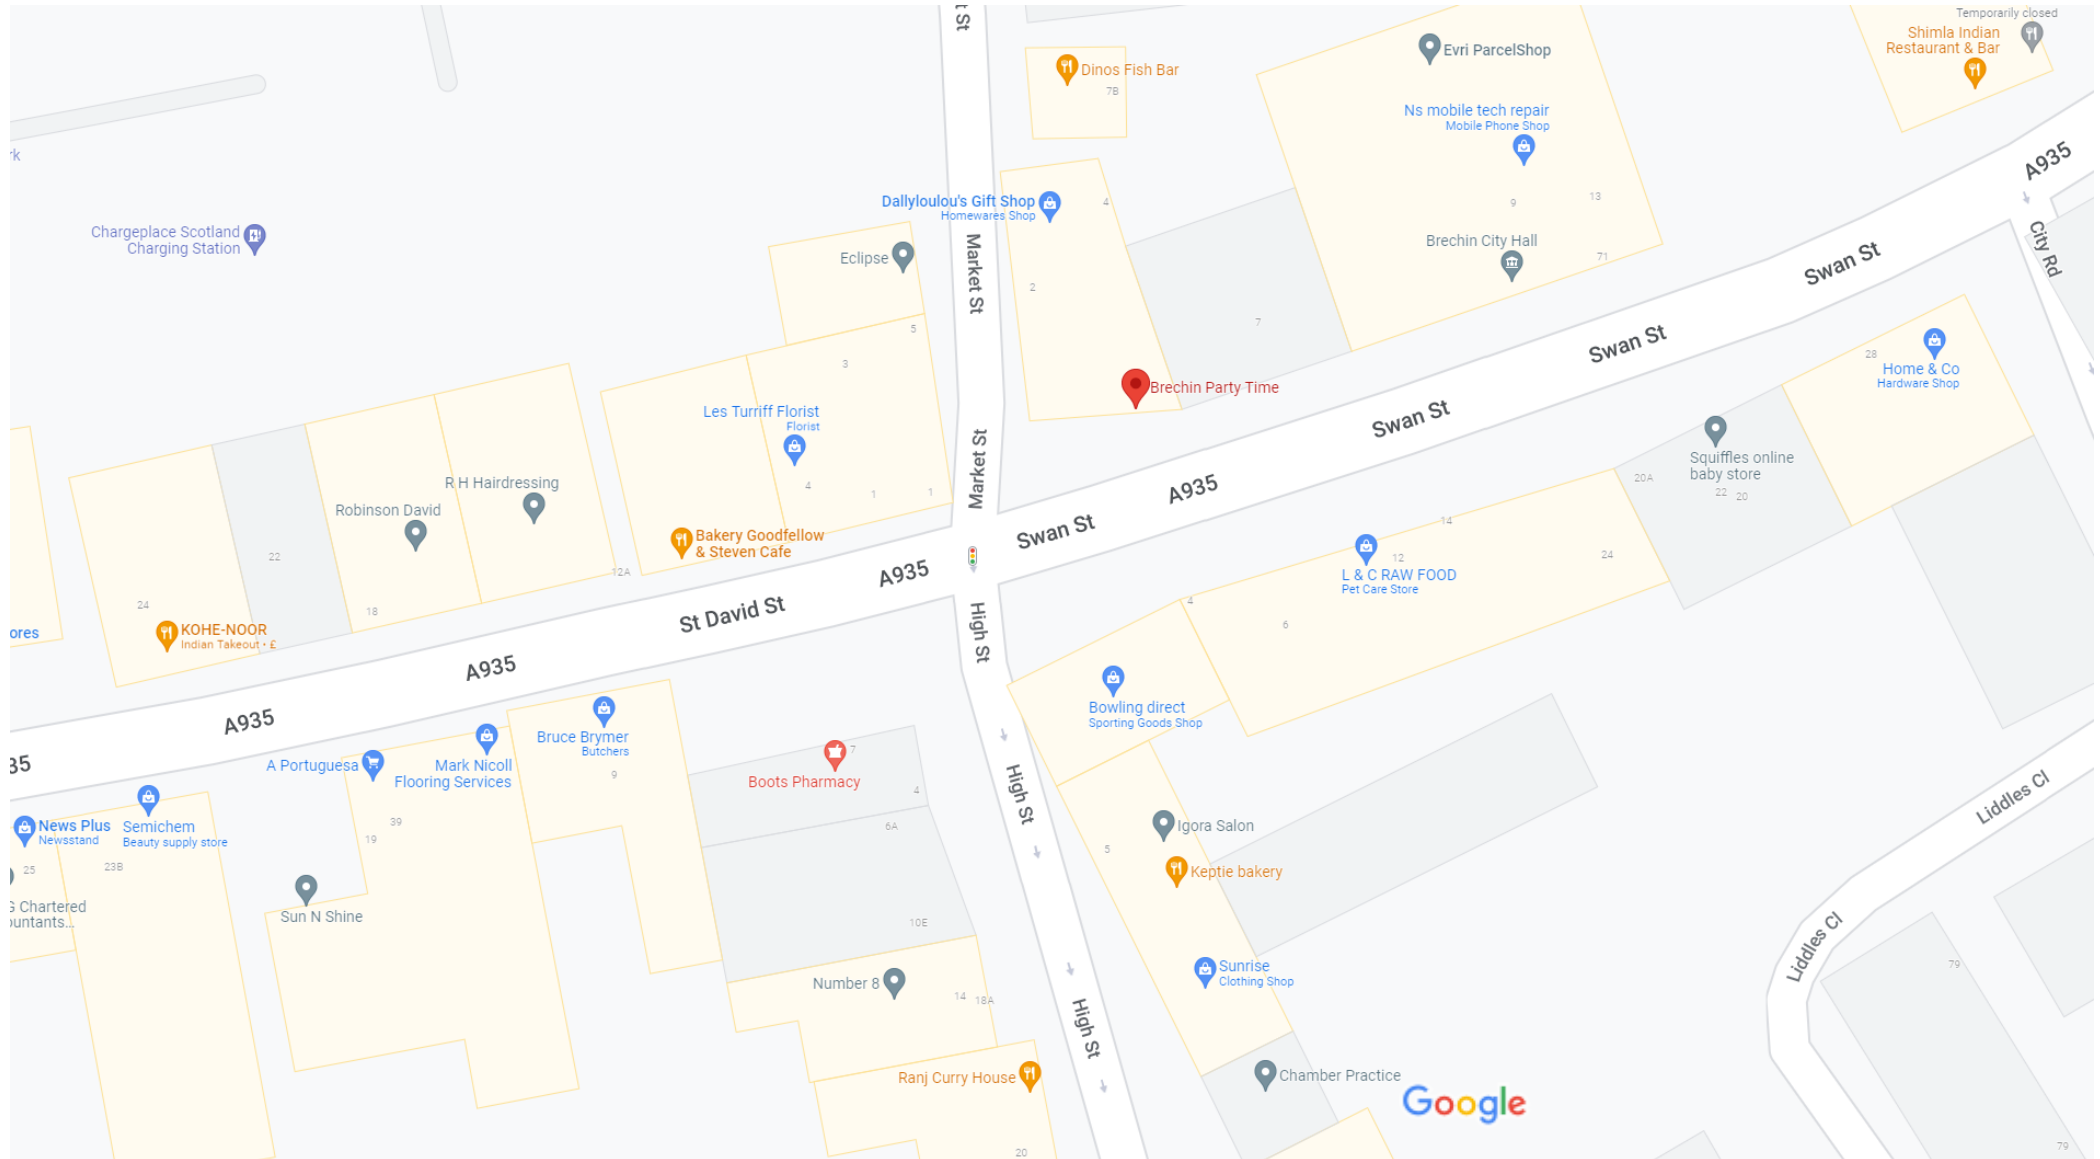 t St
Temporarily closed
Shimla Indian
Restaurant & Bar
Dinos Fish Bar
7B
Evri ParcelShop
Ns mobile tech repair
Mobile Phone Shop
rk
A935
Chargeplace Scotland
Charging Station
Dallyloulou's Gift Shop
Homewares Shop
4
9
13
Brechin City Hall
71
Eclipse
Market St
2
Swan St
City Rd
5
7
3
Swan St
28
Home & Co
Hardware Shop
Brechin Party Time
Les Turriff Florist
Florist
Swan St
Market St
Squiffles online
baby store
20A
22
20
R H Hairdressing
4
1
1
A935
Robinson David
Bakery Goodfellow
& Steven Cafe
Swan St
14
12
24
L & C RAW FOOD
Pet Care Store
22
12A
A935
24
18
St David St
4
6
High St
KOHE-NOOR
Indian Takeout • £
ores
A935
Bowling direct
Sporting Goods Shop
A935
Bruce Brymer
Butchers
9
35
A Portuguesa
Mark Nicoll
Flooring Services
7
Boots Pharmacy
4
High St
Liddles Cl
News Plus
Newsstand
Semichem
Beauty supply store
39
19
6A
Igora Salon
5
25
23B
Keptie bakery
G Chartered
ountants...
Sun N Shine
10E
Liddles Cl
79
Sunrise
Clothing Shop
Number 8
14
18A
High St
Ranj Curry House
Chamber Practice
Google
20
79